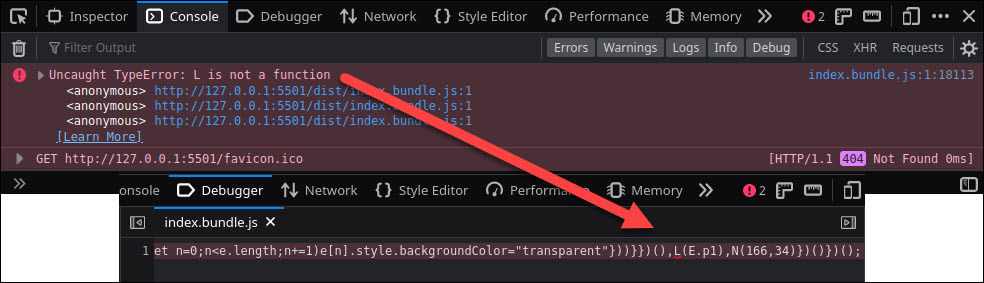 Inspector Console Debugger Network Style Editor Performance Memory 2
Filter Output Errors Warnings Logs Info Debug CSS XHR Requests
Uncaught TypeError: L is not a function index.bundle.js:1:18113
<anonymous> http://127.0.0.1:5501/dist/index.bundle.js:1
<anonymous> http://127.0.0.1:5501/dist/index.bundle.js:1
<anonymous> http://127.0.0.1:5501/dist/index.bundle.js:1
[Learn More]
GET http://127.0.0.1:5501/favicon.ico [HTTP/1.1 404 Not Found 0ms]
onsole Debugger Network Style Editor Performance Memory 2
index.bundle.js
1 et n=0;n<e.length;n+=1)e[n].style.backgroundColor="transparent"}))}})(),L(E.p1),N(166,34)})()})();